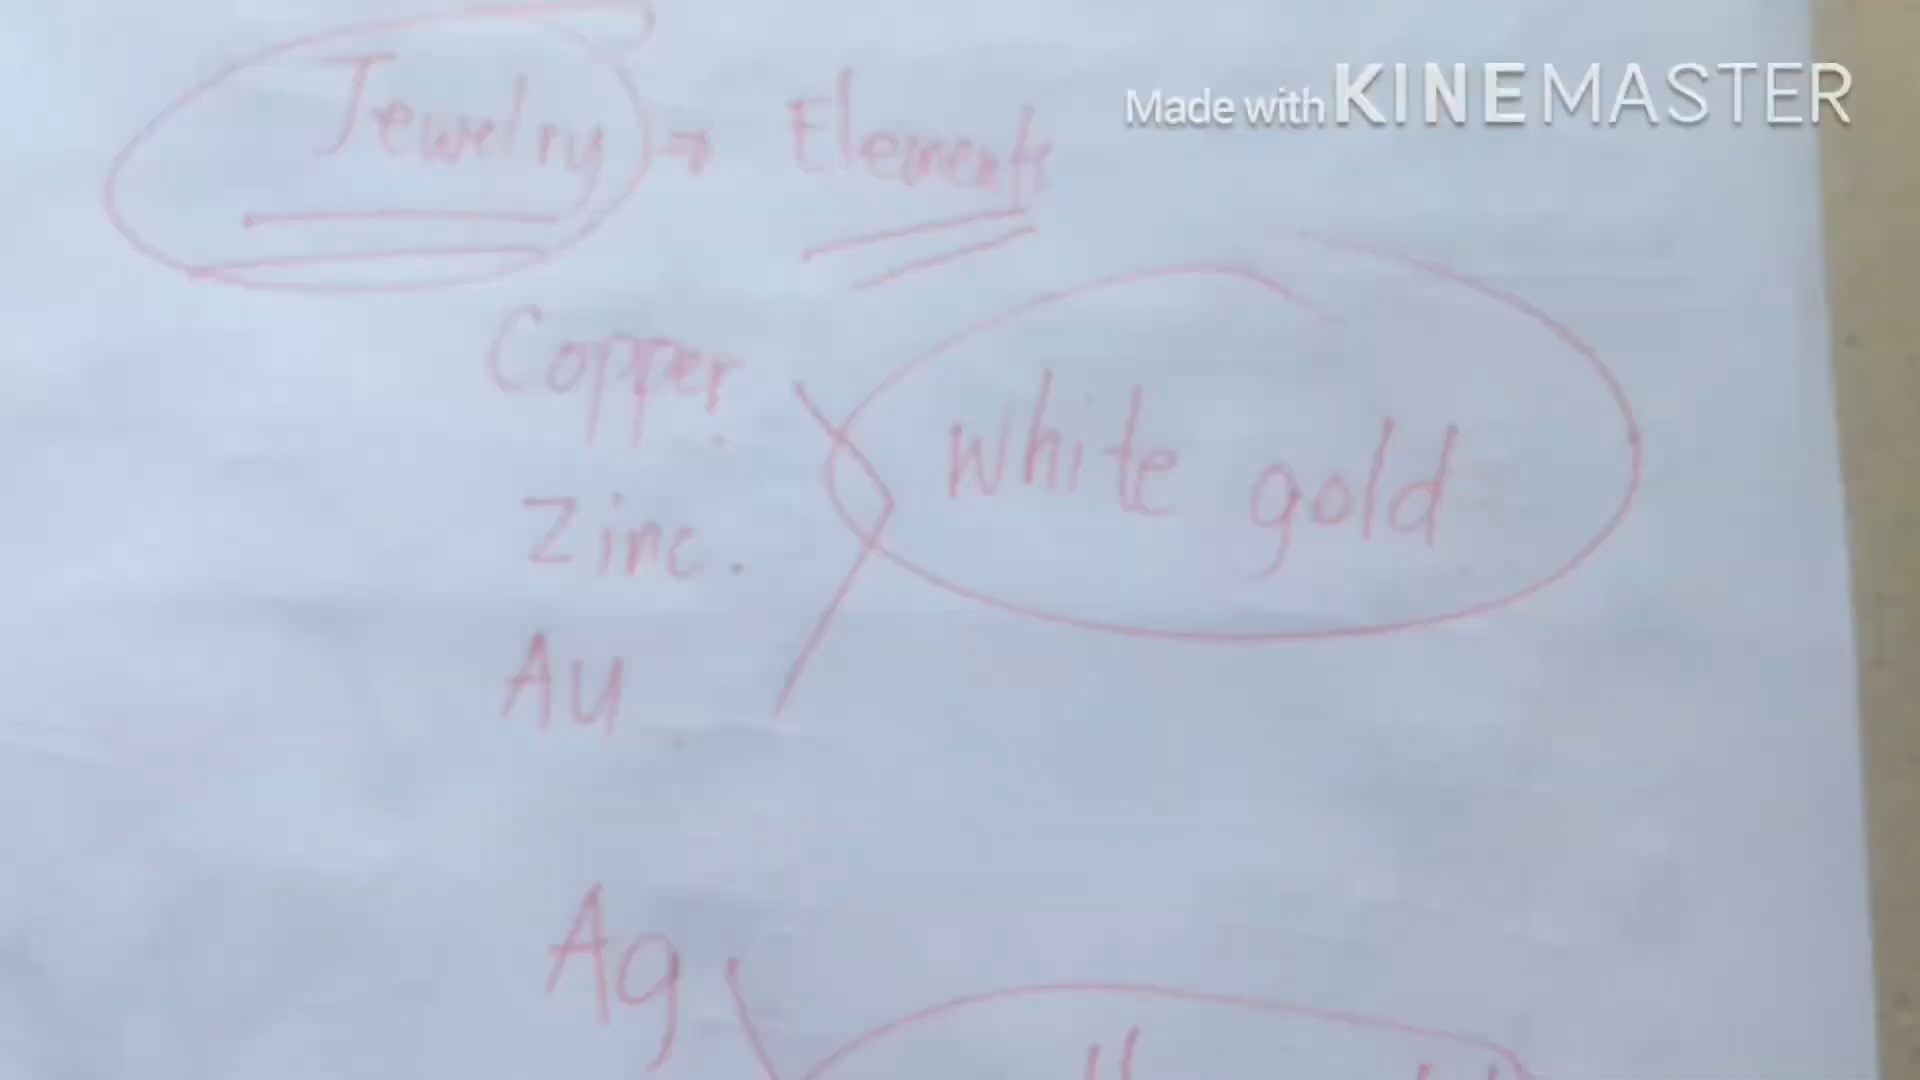 Made with KINEMASTER
Jewelry → Elements
Copper
Zinc.
white gold
Au
Ag